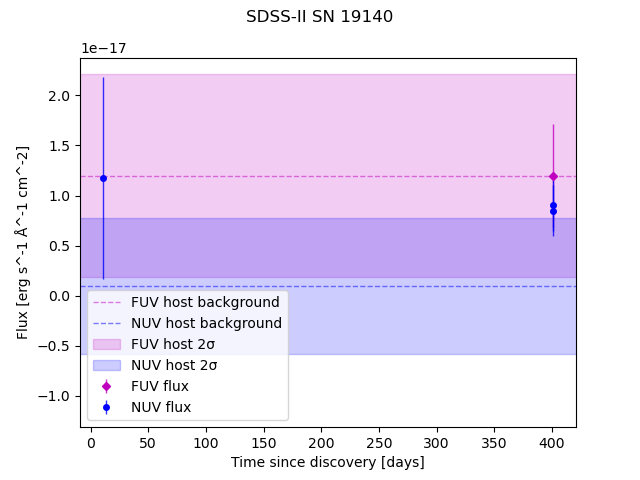 SDSS-II SN 19140
1e−17
2.0
1.5
1.0
0.5
0.0
−0.5
−1.0
Flux [erg s^-1 Å^-1 cm^-2]
FUV host background
NUV host background
FUV host 2σ
NUV host 2σ
FUV flux
NUV flux
0 50 100 150 200 250 300 350 400
Time since discovery [days]